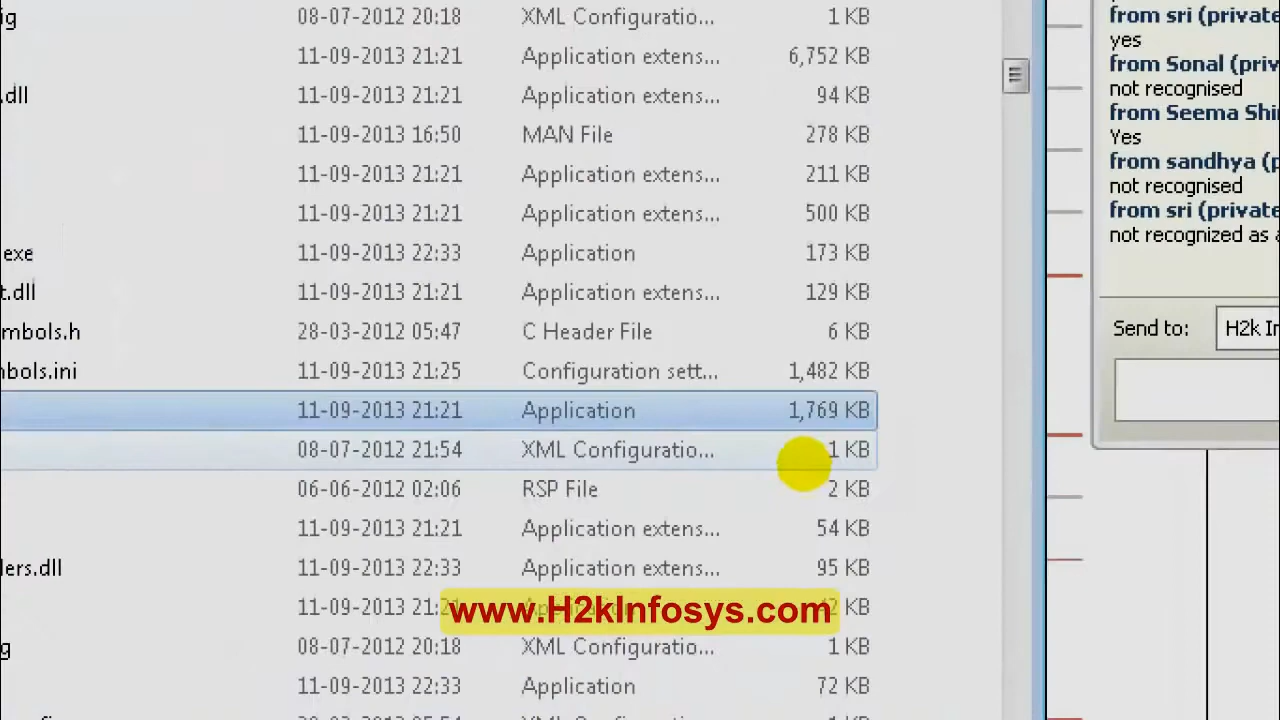 ig 08-07-2012 20:18 XML Configuratio... 1 KB
11-09-2013 21:21 Application extens... 6,752 KB
.dll 11-09-2013 21:21 Application extens... 94 KB
11-09-2013 16:50 MAN File 278 KB
11-09-2013 21:21 Application extens... 211 KB
11-09-2013 21:21 Application extens... 500 KB
exe 11-09-2013 22:33 Application 173 KB
t.dll 11-09-2013 21:21 Application extens... 129 KB
mbols.h 28-03-2012 05:47 C Header File 6 KB
nbols.ini 11-09-2013 21:25 Configuration sett... 1,482 KB
11-09-2013 21:21 Application 1,769 KB
08-07-2012 21:54 XML Configuratio... 1 KB
06-06-2012 02:06 RSP File 2 KB
11-09-2013 21:21 Application extens... 54 KB
lers.dll 11-09-2013 22:33 Application extens... 95 KB
11-09-2013 21:21 KB
www.H2kInfosys.com
g 08-07-2012 20:18 XML Configuratio... 1 KB
11-09-2013 22:33 Application 72 KB
from sri (private
yes
from Sonal (priv
not recognised
from Seema Shi
Yes
from sandhya (p
not recognised
from sri (private
not recognized as a
Send to: H2k In